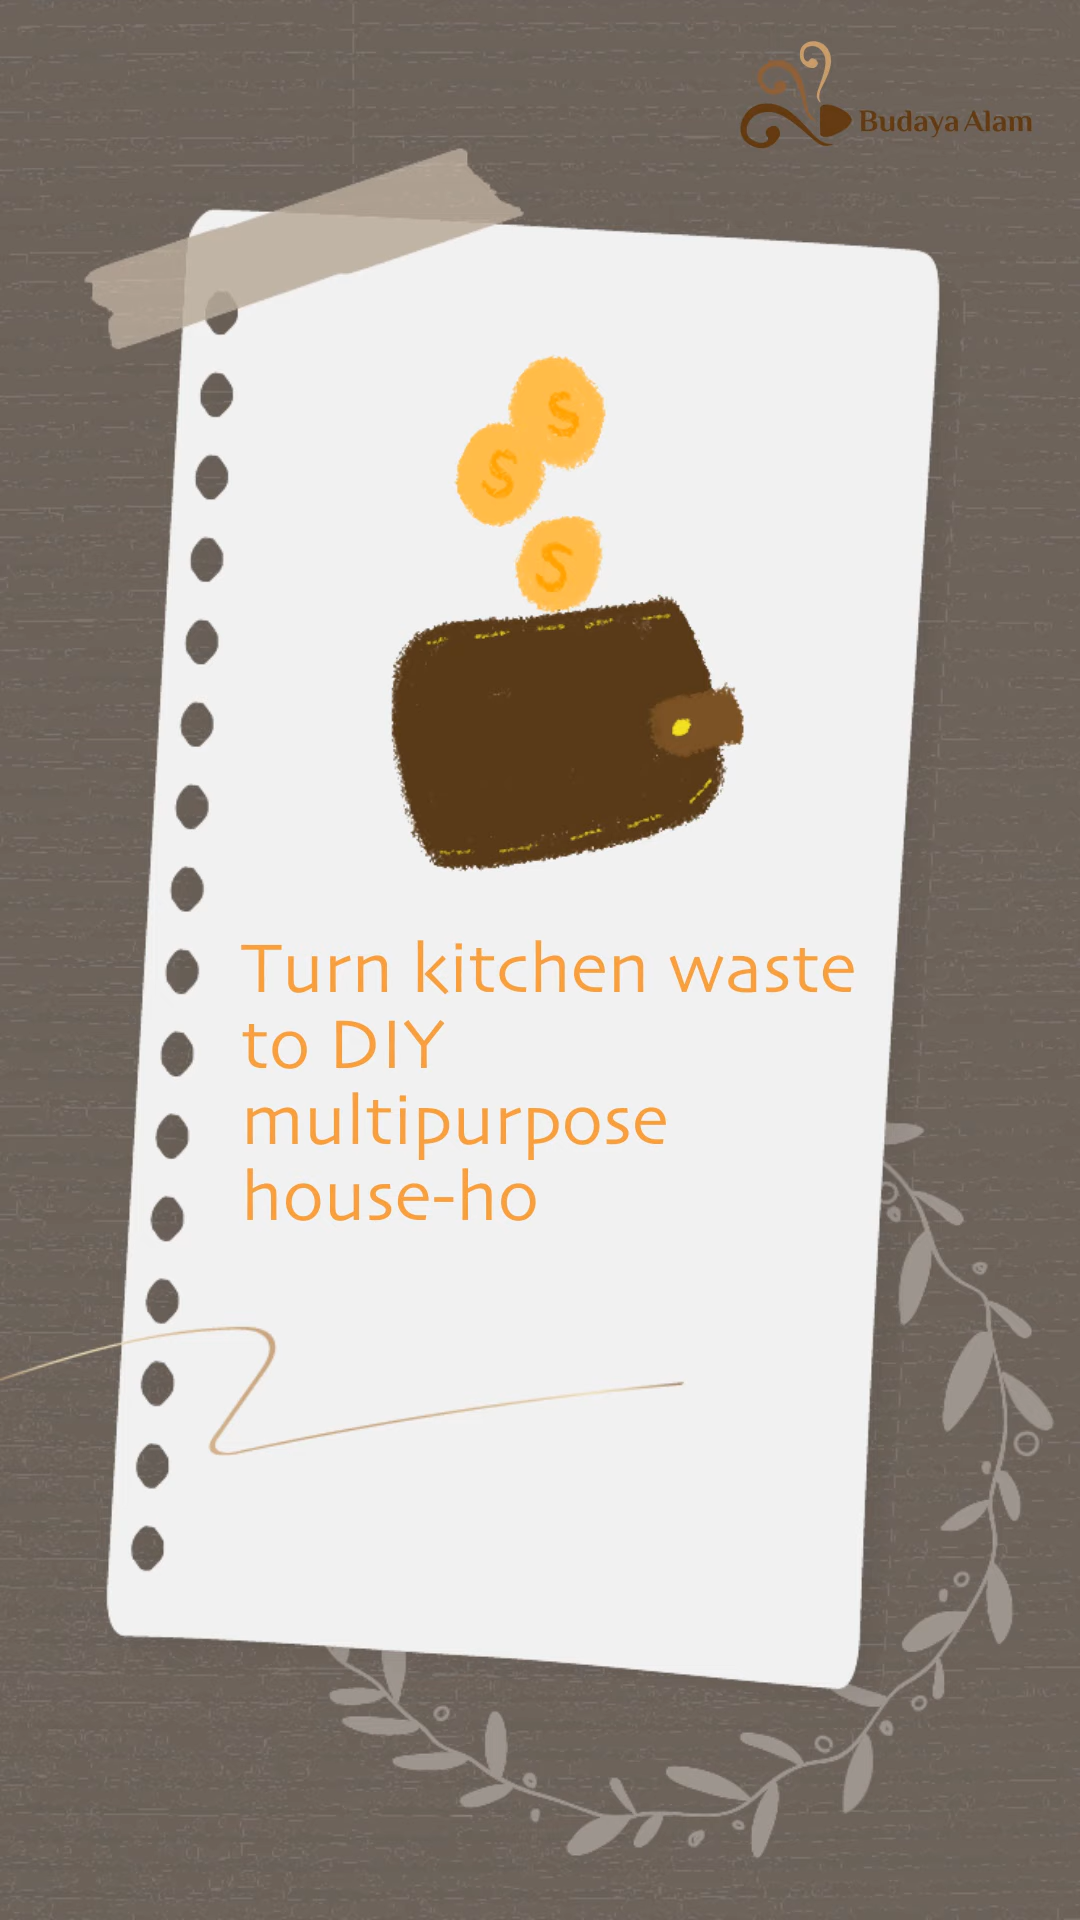 Budaya Alam
S
S
S
Turn kitchen waste
to DIY
multipurpose
house-ho